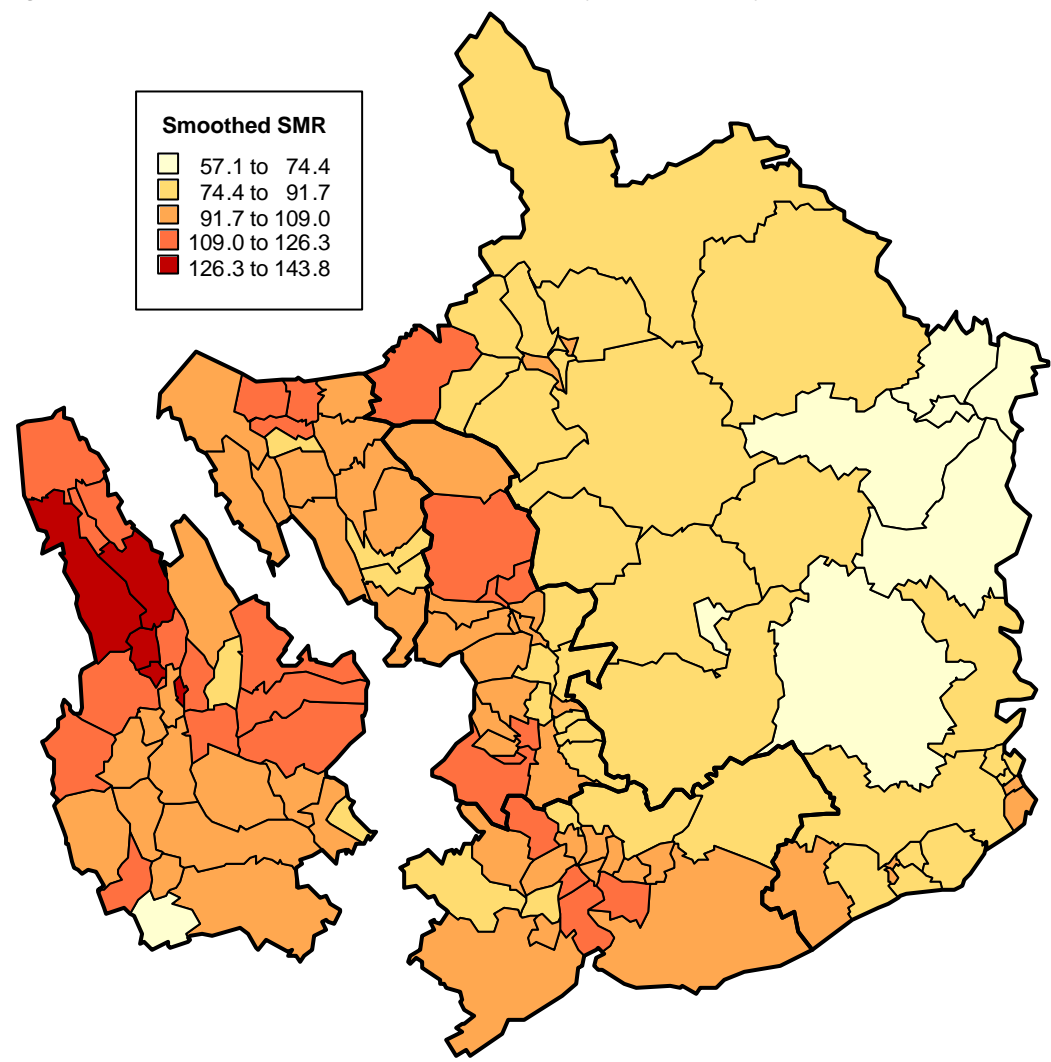 Smoothed SMR
57.1 to 74.4
74.4 to 91.7
91.7 to 109.0
109.0 to 126.3
126.3 to 143.8